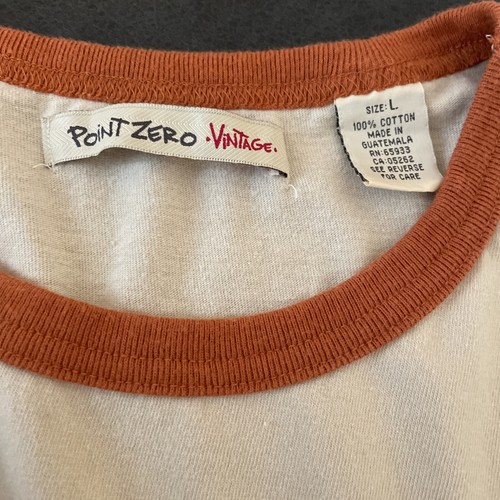 POINT ZERO VINTAGE.
SIZE: L
100% COTTON
MADE IN
GUATEMALA
RN: 65933
CA: 05262
SEE REVERSE
FOR CARE